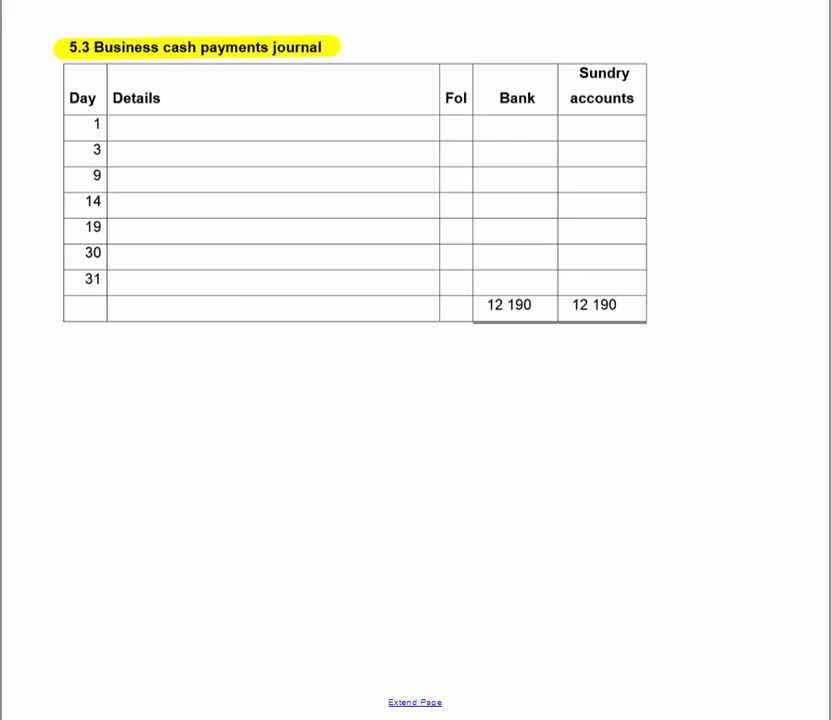 5.3 Business cash payments journal
Day Details Fol Bank Sundry accounts
1
3
9
14
19
30
31
12 190 12 190
Extend Page